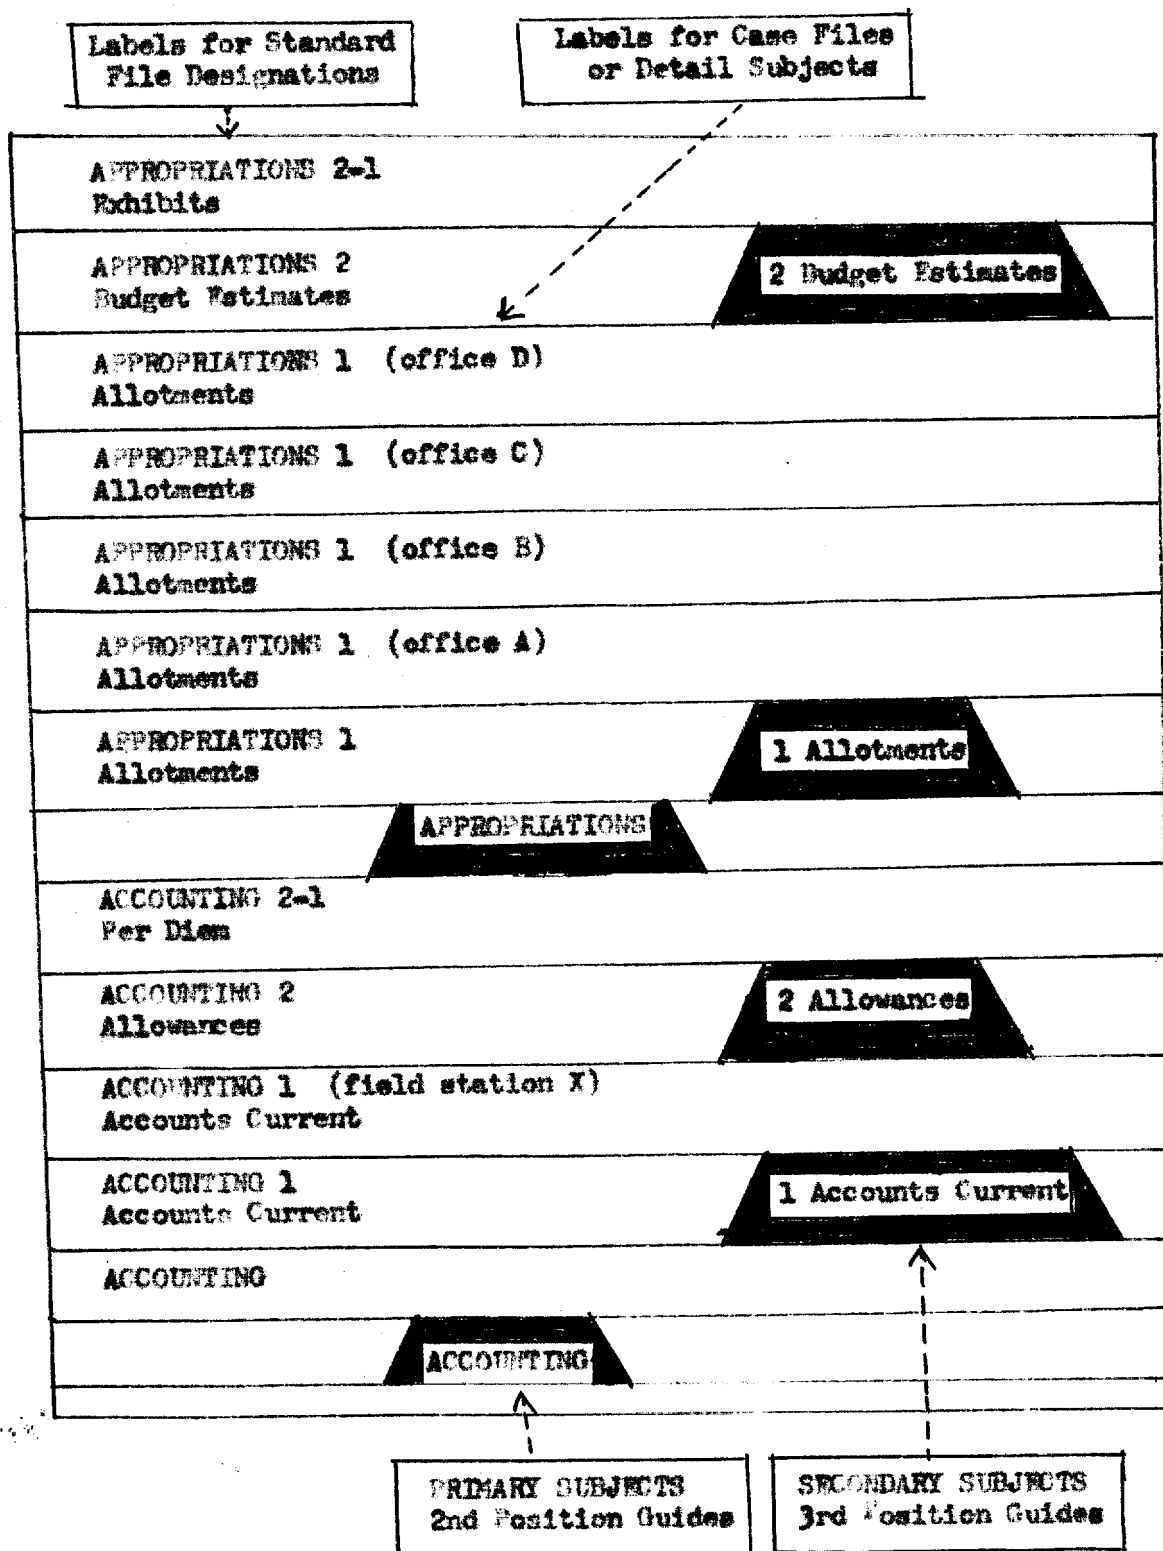 Labels for Standard
File Designations
Labels for Case Files
or Detail Subjects
APPROPRIATIONS 2-1
Exhibits
APPROPRIATIONS 2
Budget Estimates
2 Budget Estimates
APPROPRIATIONS 1 (office D)
Allotments
APPROPRIATIONS 1 (office C)
Allotments
APPROPRIATIONS 1 (office B)
Allotments
APPROPRIATIONS 1 (office A)
Allotments
APPROPRIATIONS 1
Allotments
1 Allotments
APPROPRIATIONS
ACCOUNTING 2-1
Per Diem
ACCOUNTING 2
Allowances
2 Allowances
ACCOUNTING 1 (field station X)
Accounts Current
ACCOUNTING 1
Accounts Current
1 Accounts Current
ACCOUNTING
ACCOUNTING
PRIMARY SUBJECTS
2nd Position Guides
SECONDARY SUBJECTS
3rd Position Guides